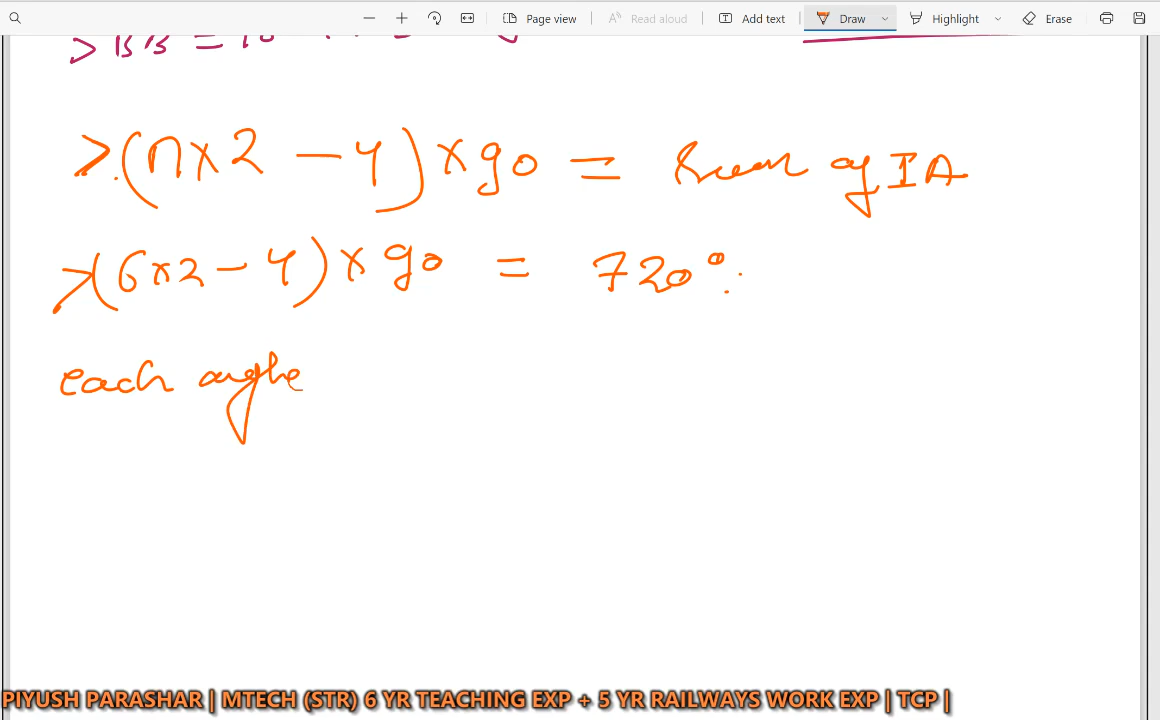 Page view
Read aloud
Add text
Draw
Highlight
Erase
> BB =
>(n×2 – 4) × 90 = Sum of IA
>(6×2 – 4) × 90 = 720°
each angle
PIYUSH PARASHAR | MTECH (STR) 6 YR TEACHING EXP + 5 YR RAILWAYS WORK EXP | TCP |